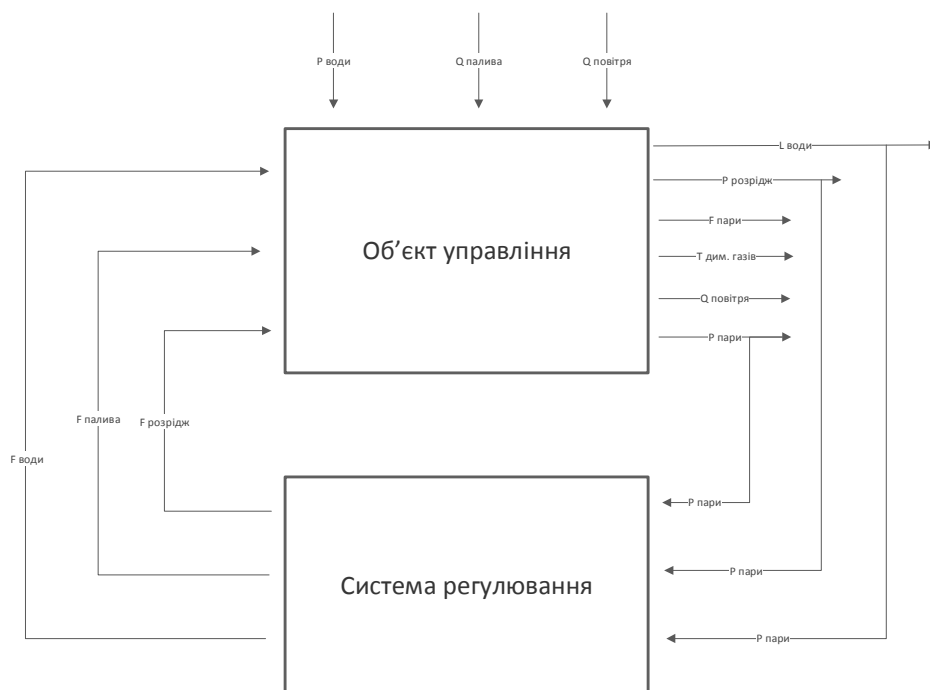 P води
Q палива
Q повітря
L води
P розрідж
F пари
Об’єкт управління
T дим. газів
Q повітря
P пари
F палива
F розрідж
F води
P пари
P пари
Система регулювання
P пари